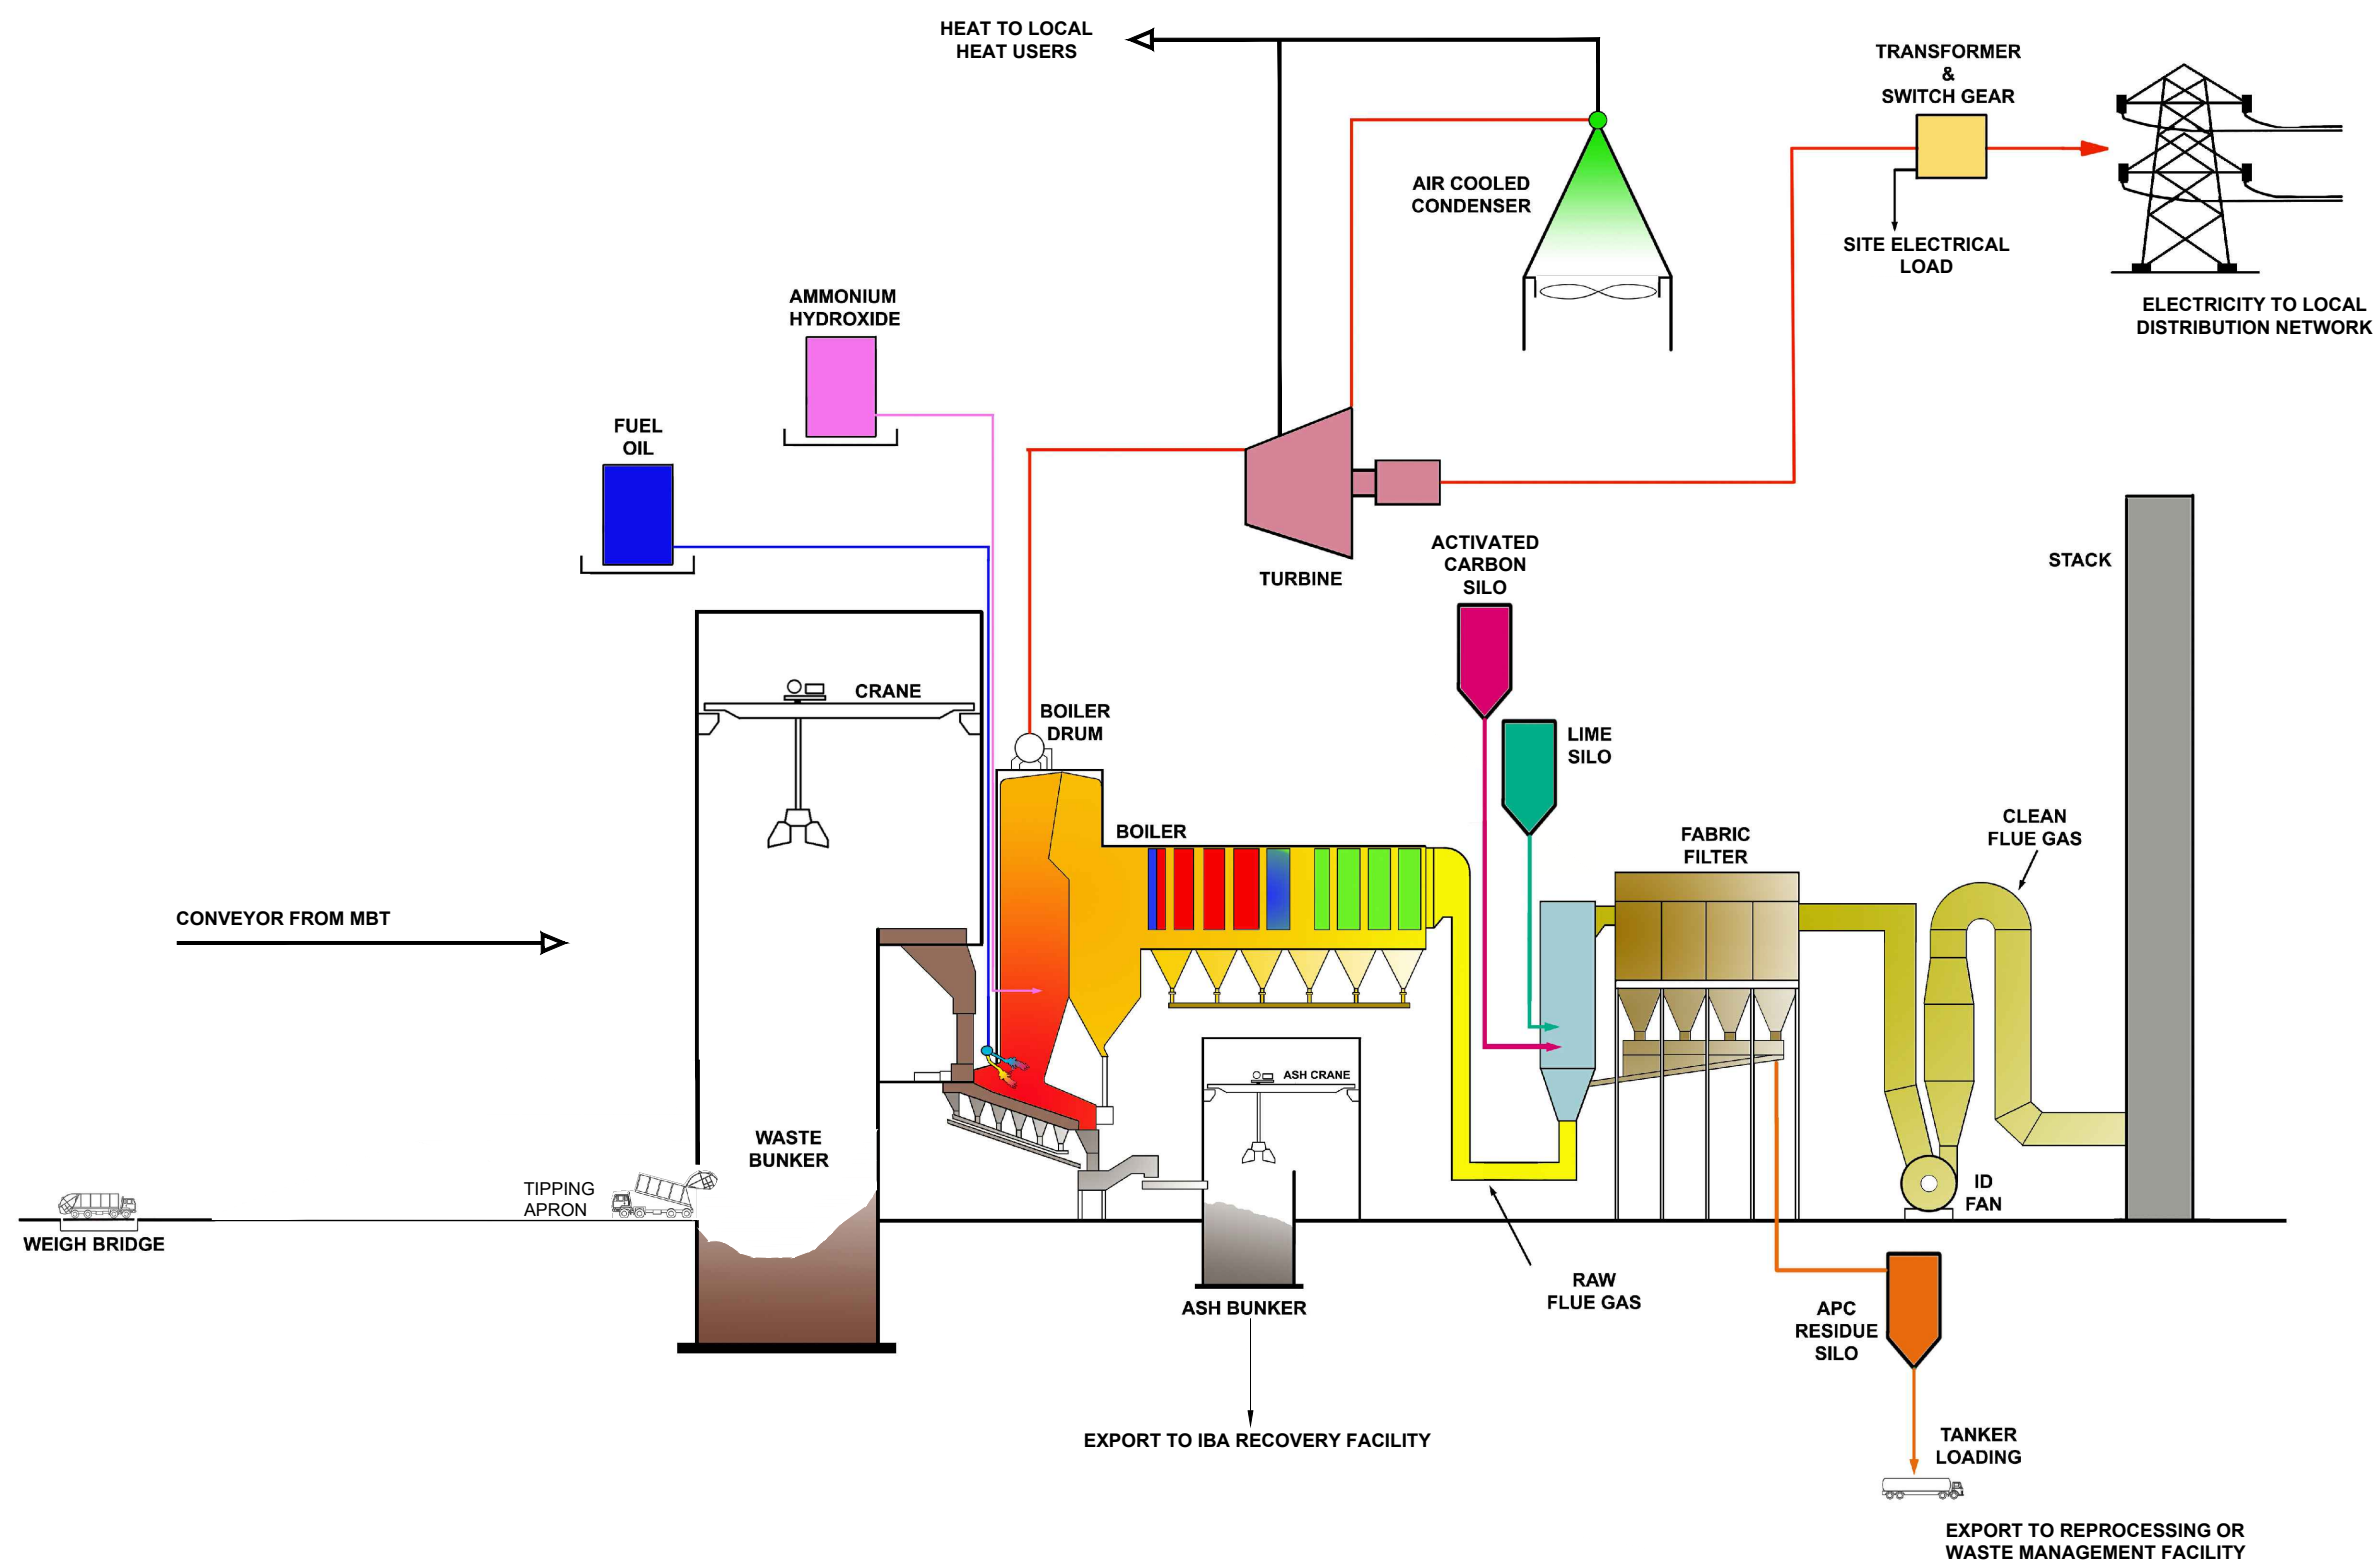 HEAT TO LOCAL
HEAT USERS
TRANSFORMER
&
SWITCH GEAR
AIR COOLED
CONDENSER
SITE ELECTRICAL
LOAD
ELECTRICITY TO LOCAL
DISTRIBUTION NETWORK
AMMONIUM
HYDROXIDE
FUEL
OIL
TURBINE
ACTIVATED
CARBON
SILO
STACK
CRANE
BOILER
DRUM
LIME
SILO
BOILER
FABRIC
FILTER
CLEAN
FLUE GAS
CONVEYOR FROM MBT
ASH CRANE
WASTE
BUNKER
TIPPING
APRON
ID
FAN
WEIGH BRIDGE
RAW
FLUE GAS
ASH BUNKER
APC
RESIDUE
SILO
EXPORT TO IBA RECOVERY FACILITY
TANKER
LOADING
EXPORT TO REPROCESSING OR
WASTE MANAGEMENT FACILITY